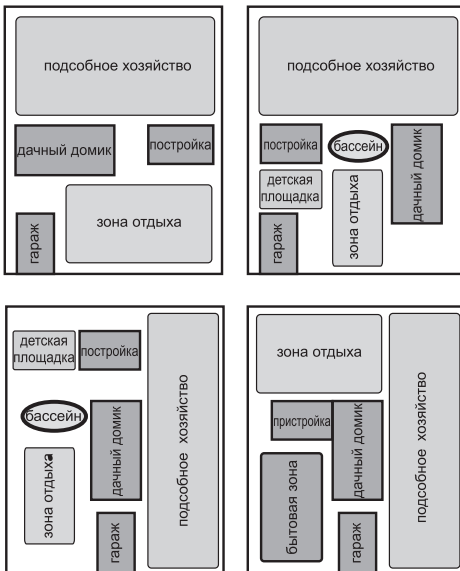 подсобное хозяйство
дачный домик
постройка
зона отдыха
гараж
подсобное хозяйство
постройка
бассейн
дачный домик
детская
площадка
зона отдыха
гараж
детская
площадка
постройка
подсобное хозяйство
бассейн
дачный домик
зона отдыха
гараж
зона отдыха
подсобное хозяйство
пристройка
дачный домик
бытовая зона
гараж